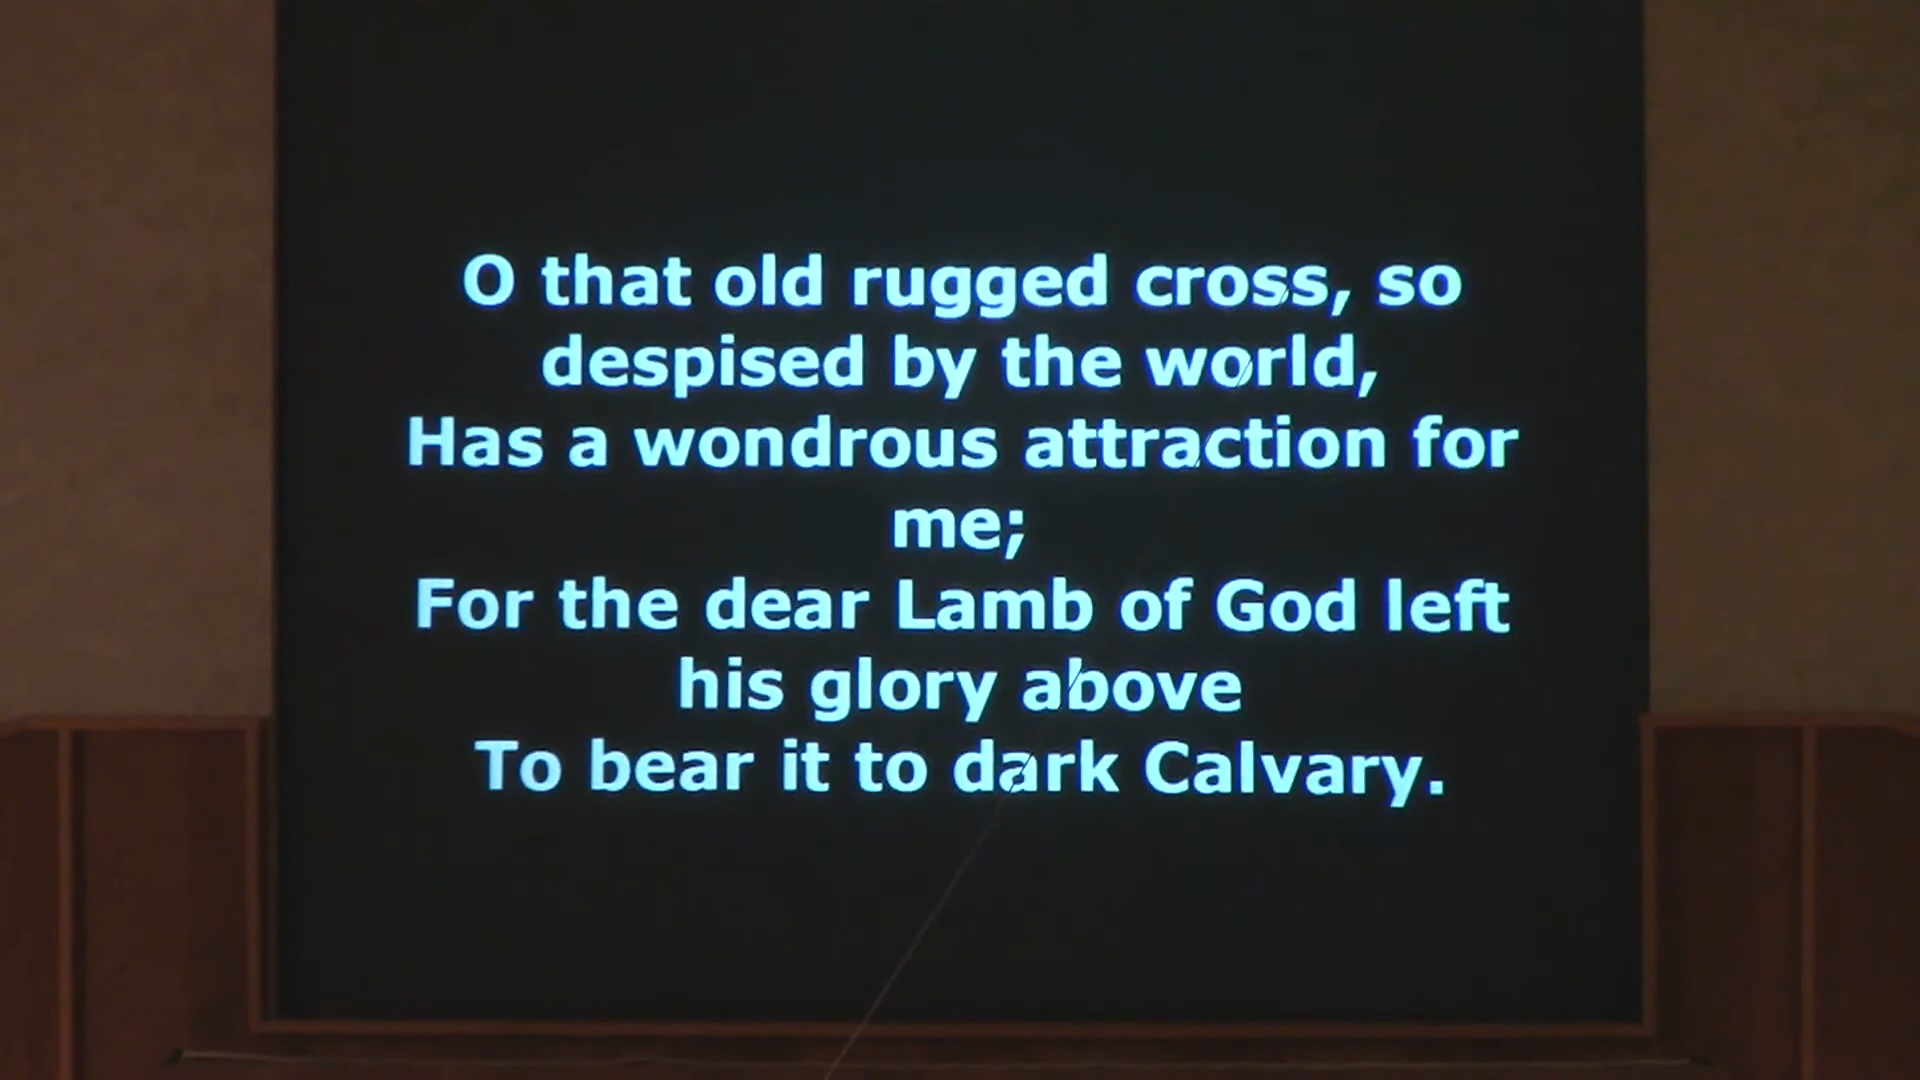 O that old rugged cross, so
despised by the world,
Has a wondrous attraction for
me;
For the dear Lamb of God left
his glory above
To bear it to dark Calvary.